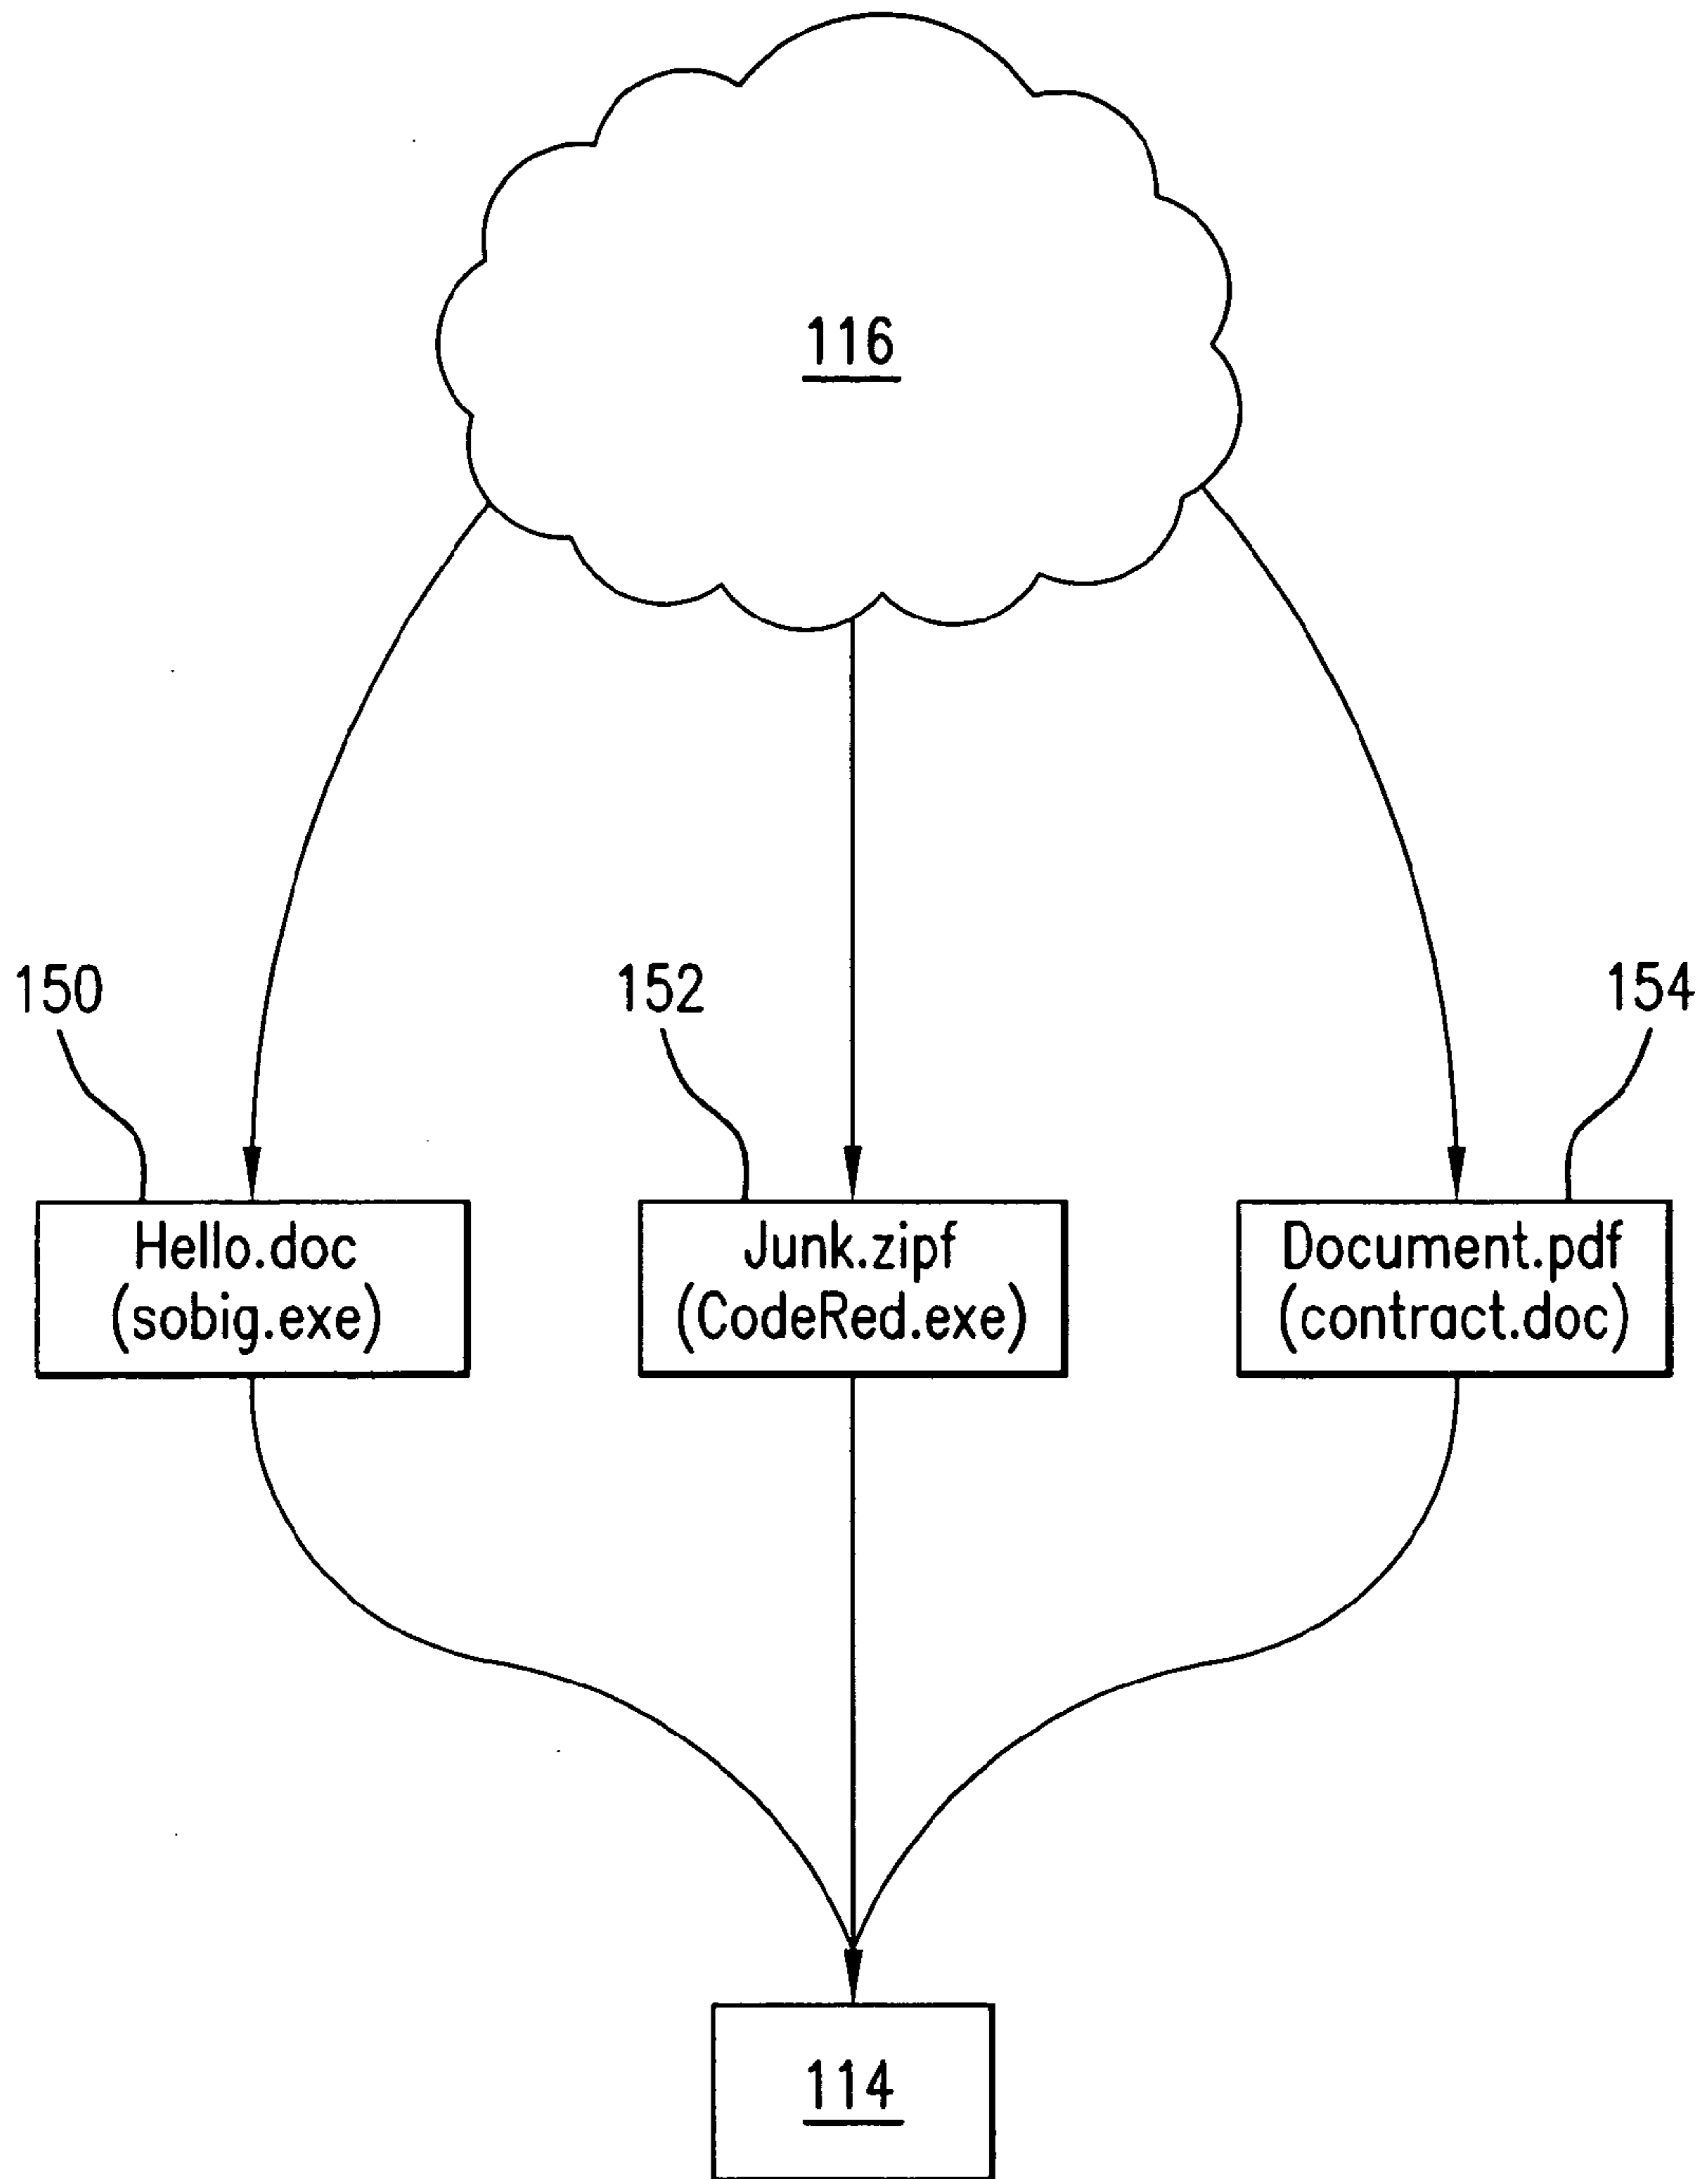 116
150
152
154
Hello.doc
(sobig.exe)
Junk.zipf
(CodeRed.exe)
Document.pdf
(contract.doc)
114